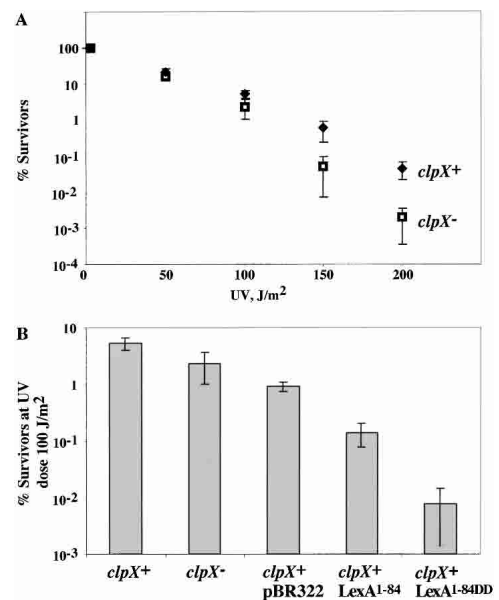 A
100
10
1
10-1
10-2
10-3
10-4
% Survivors
0
50
100
150
200
UV, J/m2
clpX+
clpX-
B
10
1
10-1
10-2
10-3
% Survivors at UV
dose 100 J/m2
clpX+ clpX- clpX+ clpX+ clpX+
pBR322 LexA1-84 LexA1-84DD